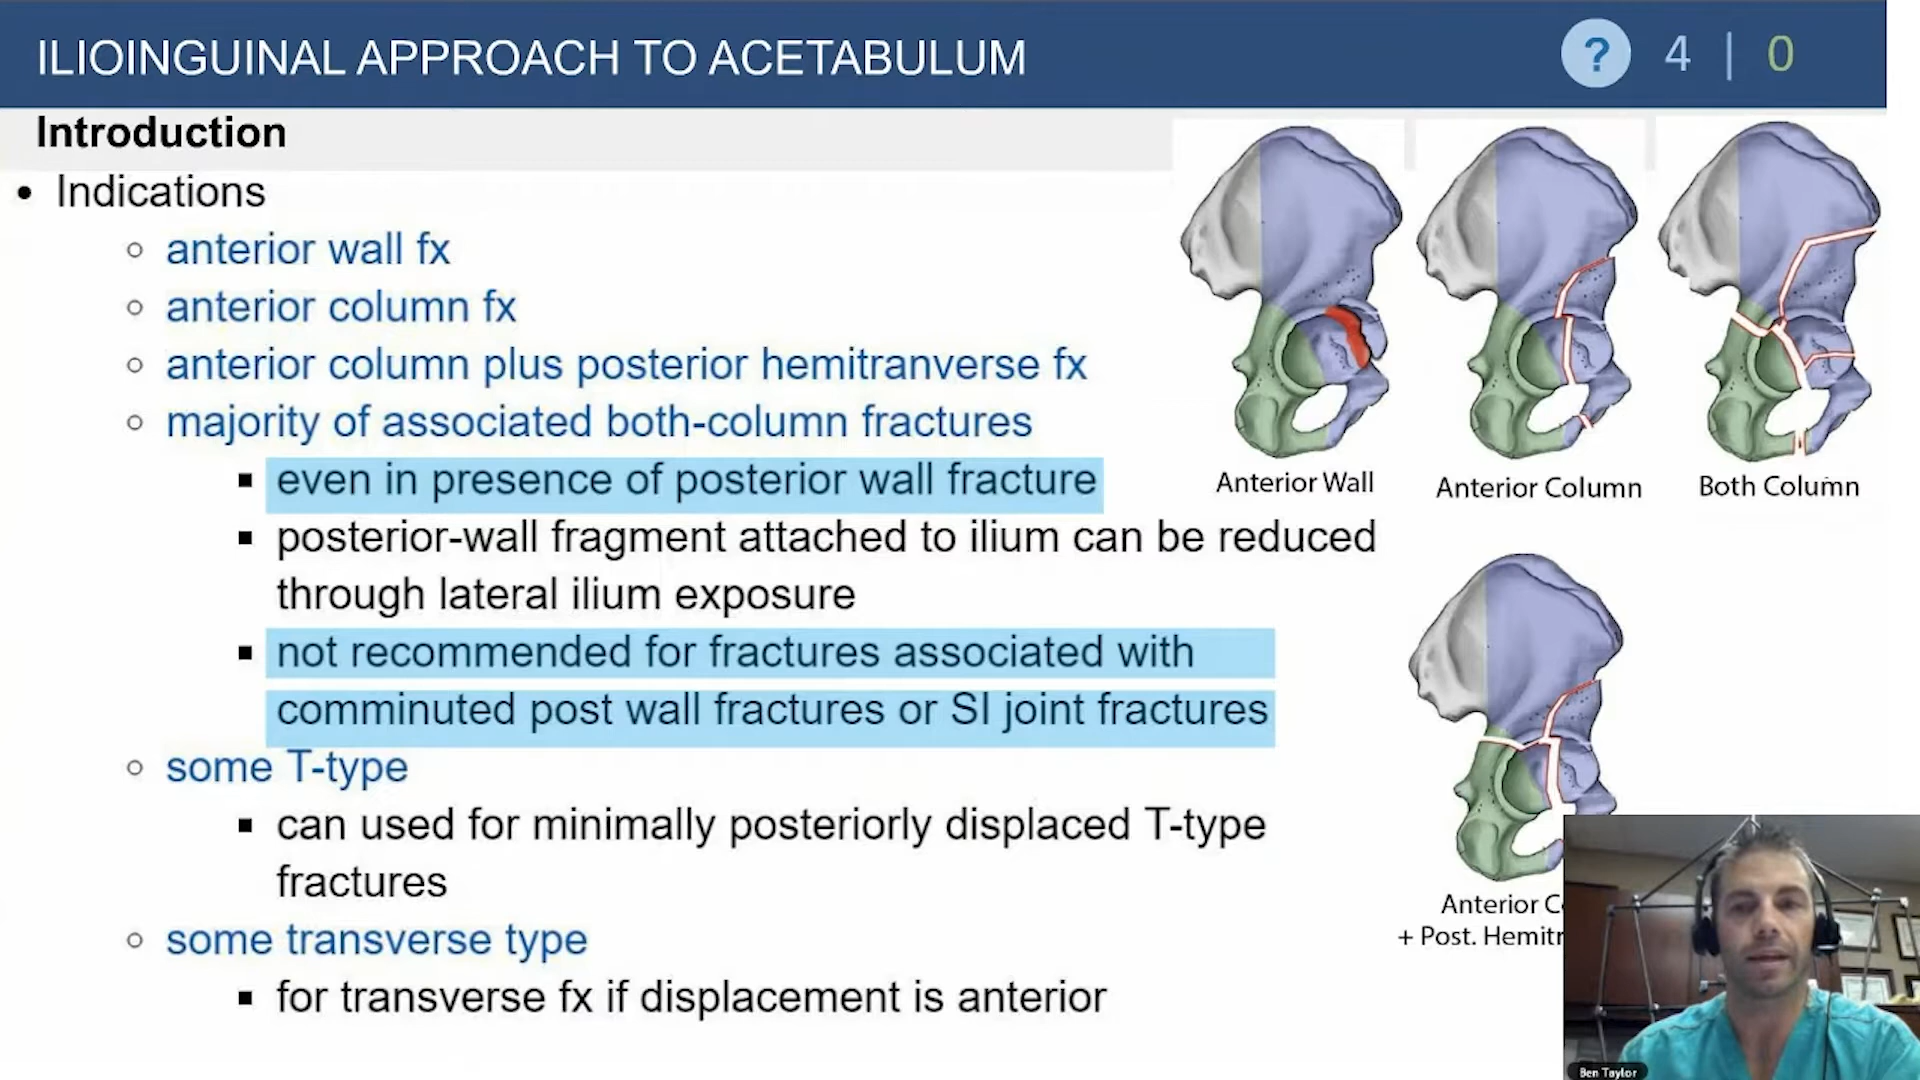 ILIOINGUINAL APPROACH TO ACETABULUM
? 4 | 0
Introduction
• Indications
○ anterior wall fx
○ anterior column fx
○ anterior column plus posterior hemitranverse fx
○ majority of associated both-column fractures
▪ even in presence of posterior wall fracture
▪ posterior-wall fragment attached to ilium can be reduced
through lateral ilium exposure
▪ not recommended for fractures associated with
comminuted post wall fractures or SI joint fractures
○ some T-type
▪ can used for minimally posteriorly displaced T-type
fractures
○ some transverse type
▪ for transverse fx if displacement is anterior
Anterior Wall
Anterior Column
Both Column
Anterior C
+ Post. Hemitr
Ben Taylor